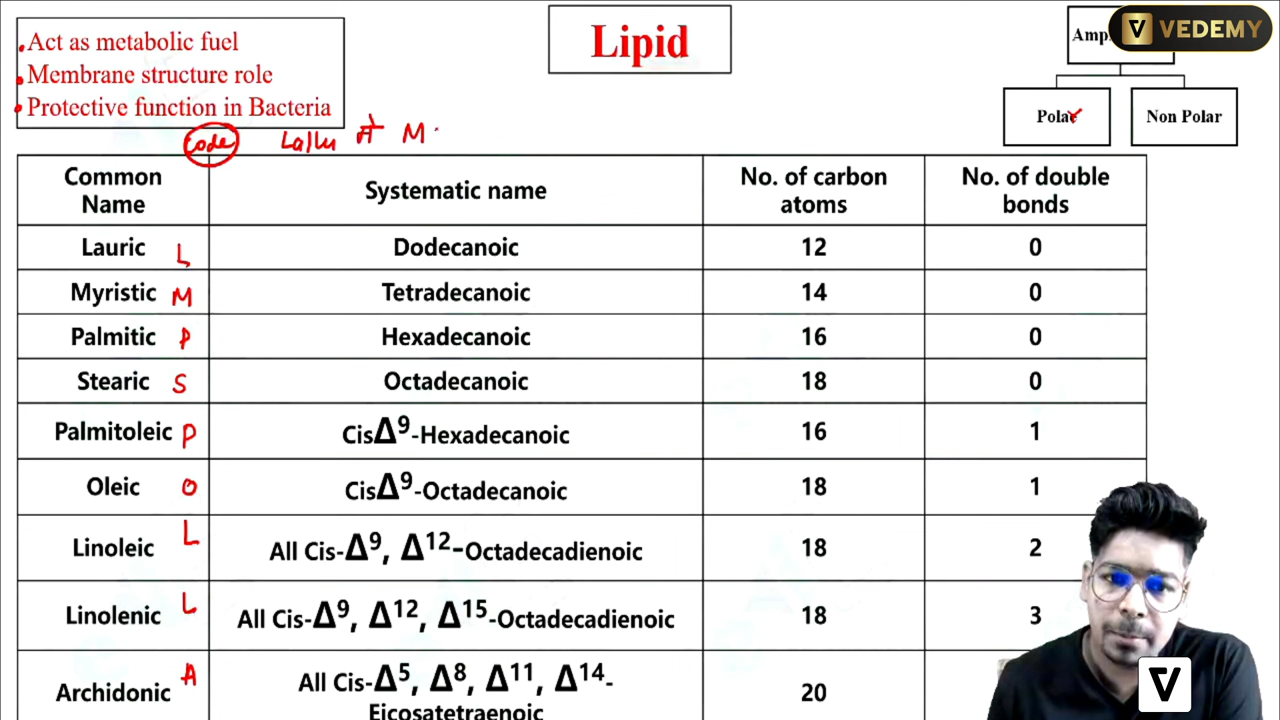 Act as metabolic fuel
Membrane structure role
Protective function in Bacteria
Lipid
VEDEMY
Polar
Non Polar
Code M
Common Name Systematic name No. of carbon atoms No. of double bonds
Lauric L Dodecanoic 12 0
Myristic M Tetradecanoic 14 0
Palmitic P Hexadecanoic 16 0
Stearic S Octadecanoic 18 0
Palmitoleic P CisΔ⁹-Hexadecanoic 16 1
Oleic O CisΔ⁹-Octadecanoic 18 1
Linoleic L All Cis-Δ⁹, Δ¹²-Octadecadienoic 18 2
Linolenic L All Cis-Δ⁹, Δ¹², Δ¹⁵-Octadecadienoic 18 3
Archidonic A All Cis-Δ⁵, Δ⁸, Δ¹¹, Δ¹⁴- 20
Eicosatetraenoic